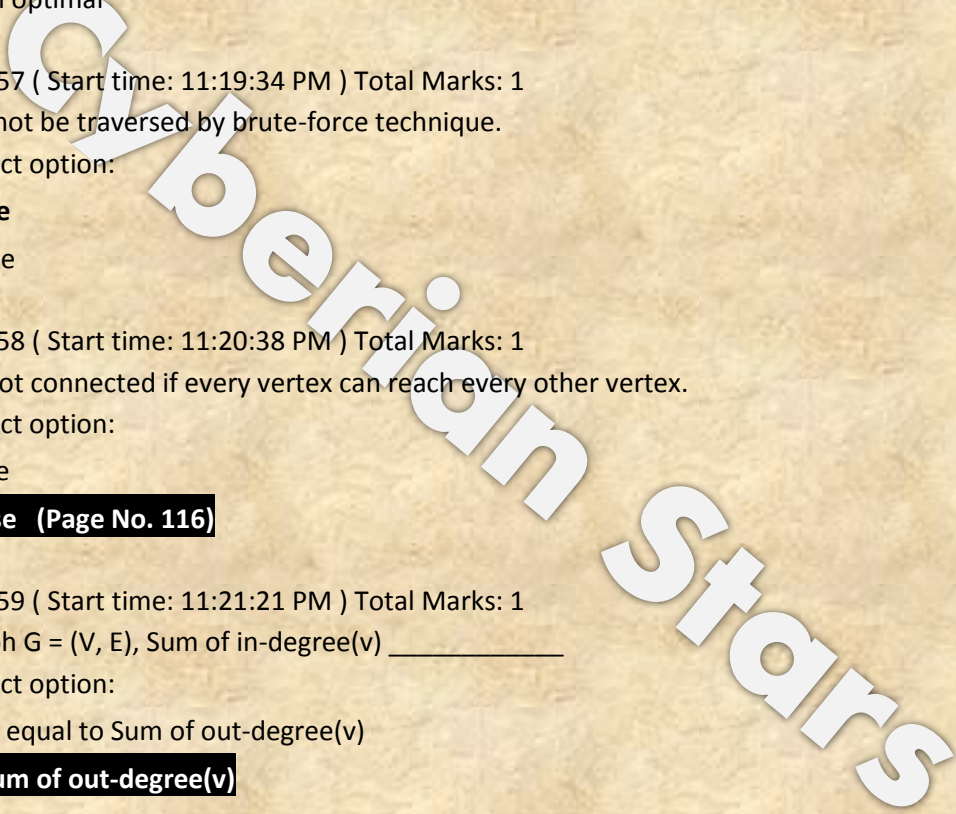 optimal
57 ( Start time: 11:19:34 PM ) Total Marks: 1
not be traversed by brute-force technique.
ct option:
e
e
58 ( Start time: 11:20:38 PM ) Total Marks: 1
ot connected if every vertex can reach every other vertex.
ct option:
e
se (Page No. 116)
59 ( Start time: 11:21:21 PM ) Total Marks: 1
h G = (V, E), Sum of in-degree(v) ____________
ct option:
equal to Sum of out-degree(v)
um of out-degree(v)
Cyberian Stars